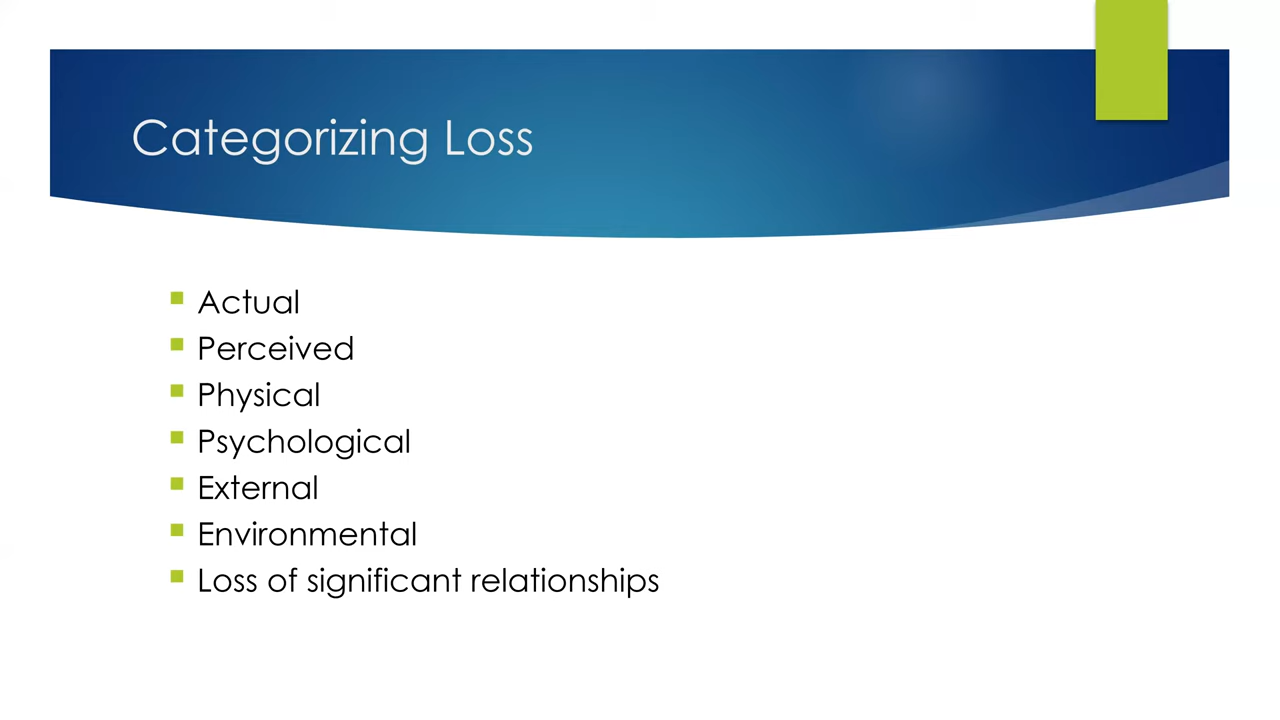 Categorizing Loss
Actual
Perceived
Physical
Psychological
External
Environmental
Loss of significant relationships